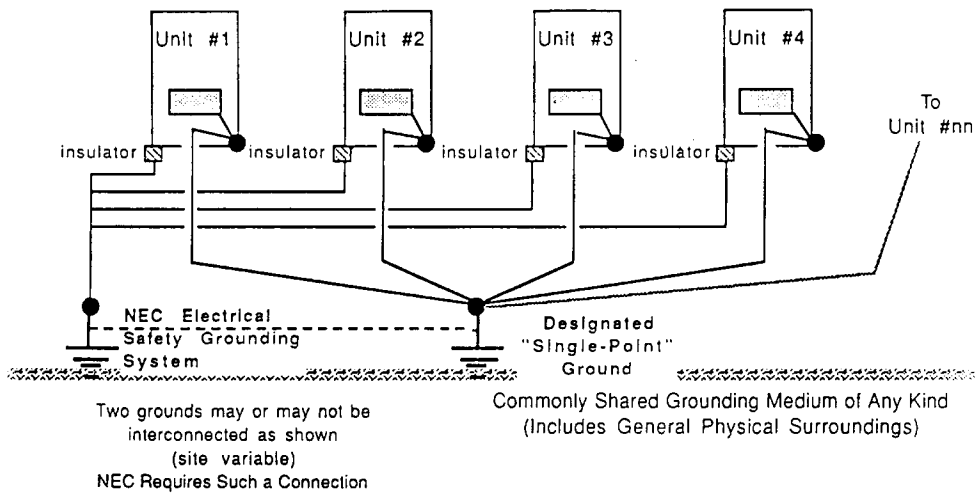 Unit #1
Unit #2
Unit #3
Unit #4
To
Unit #nn
insulator
insulator
insulator
insulator
NEC Electrical
Safety Grounding
System
Designated
"Single-Point"
Ground
Two grounds may or may not be
interconnected as shown
(site variable)
NEC Requires Such a Connection
Commonly Shared Grounding Medium of Any Kind
(Includes General Physical Surroundings)